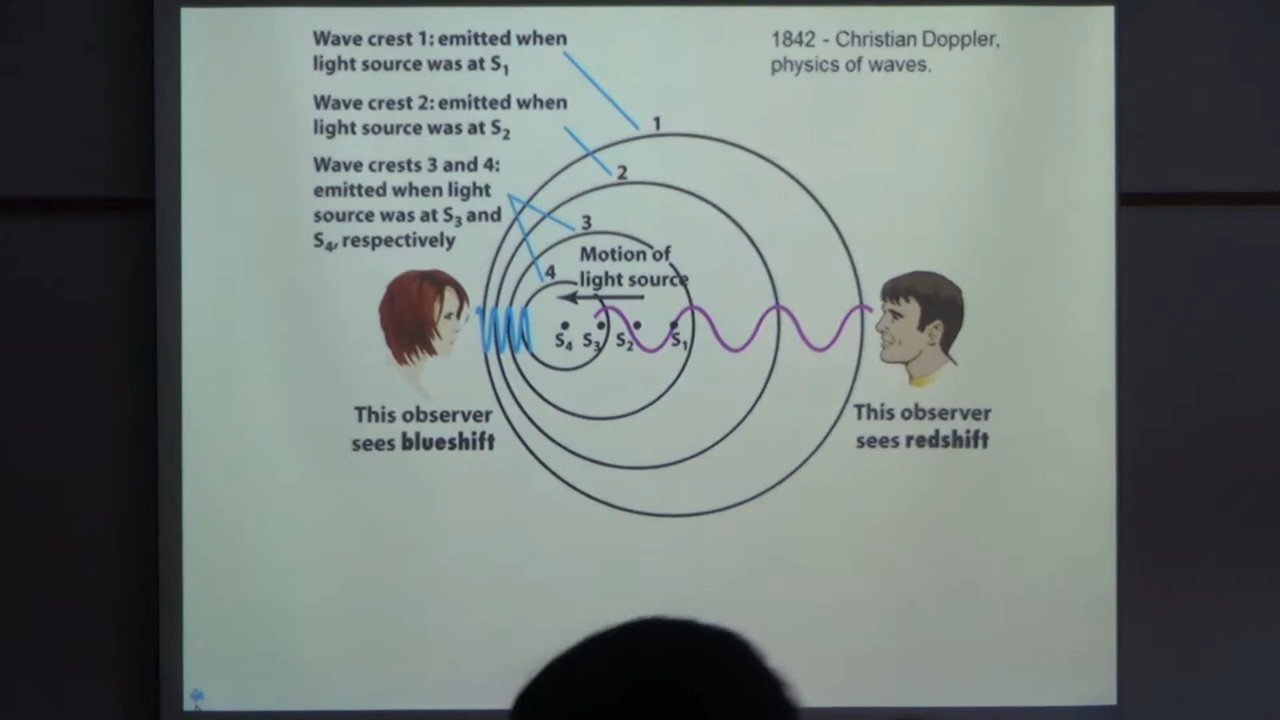 Wave crest 1: emitted when
light source was at S₁
Wave crest 2: emitted when
light source was at S₂
Wave crests 3 and 4:
emitted when light
source was at S₃ and
S₄, respectively
1842 - Christian Doppler,
physics of waves.
1
2
3
4
Motion of
light source
S₄ S₃ S₂ S₁
This observer
sees blueshift
This observer
sees redshift